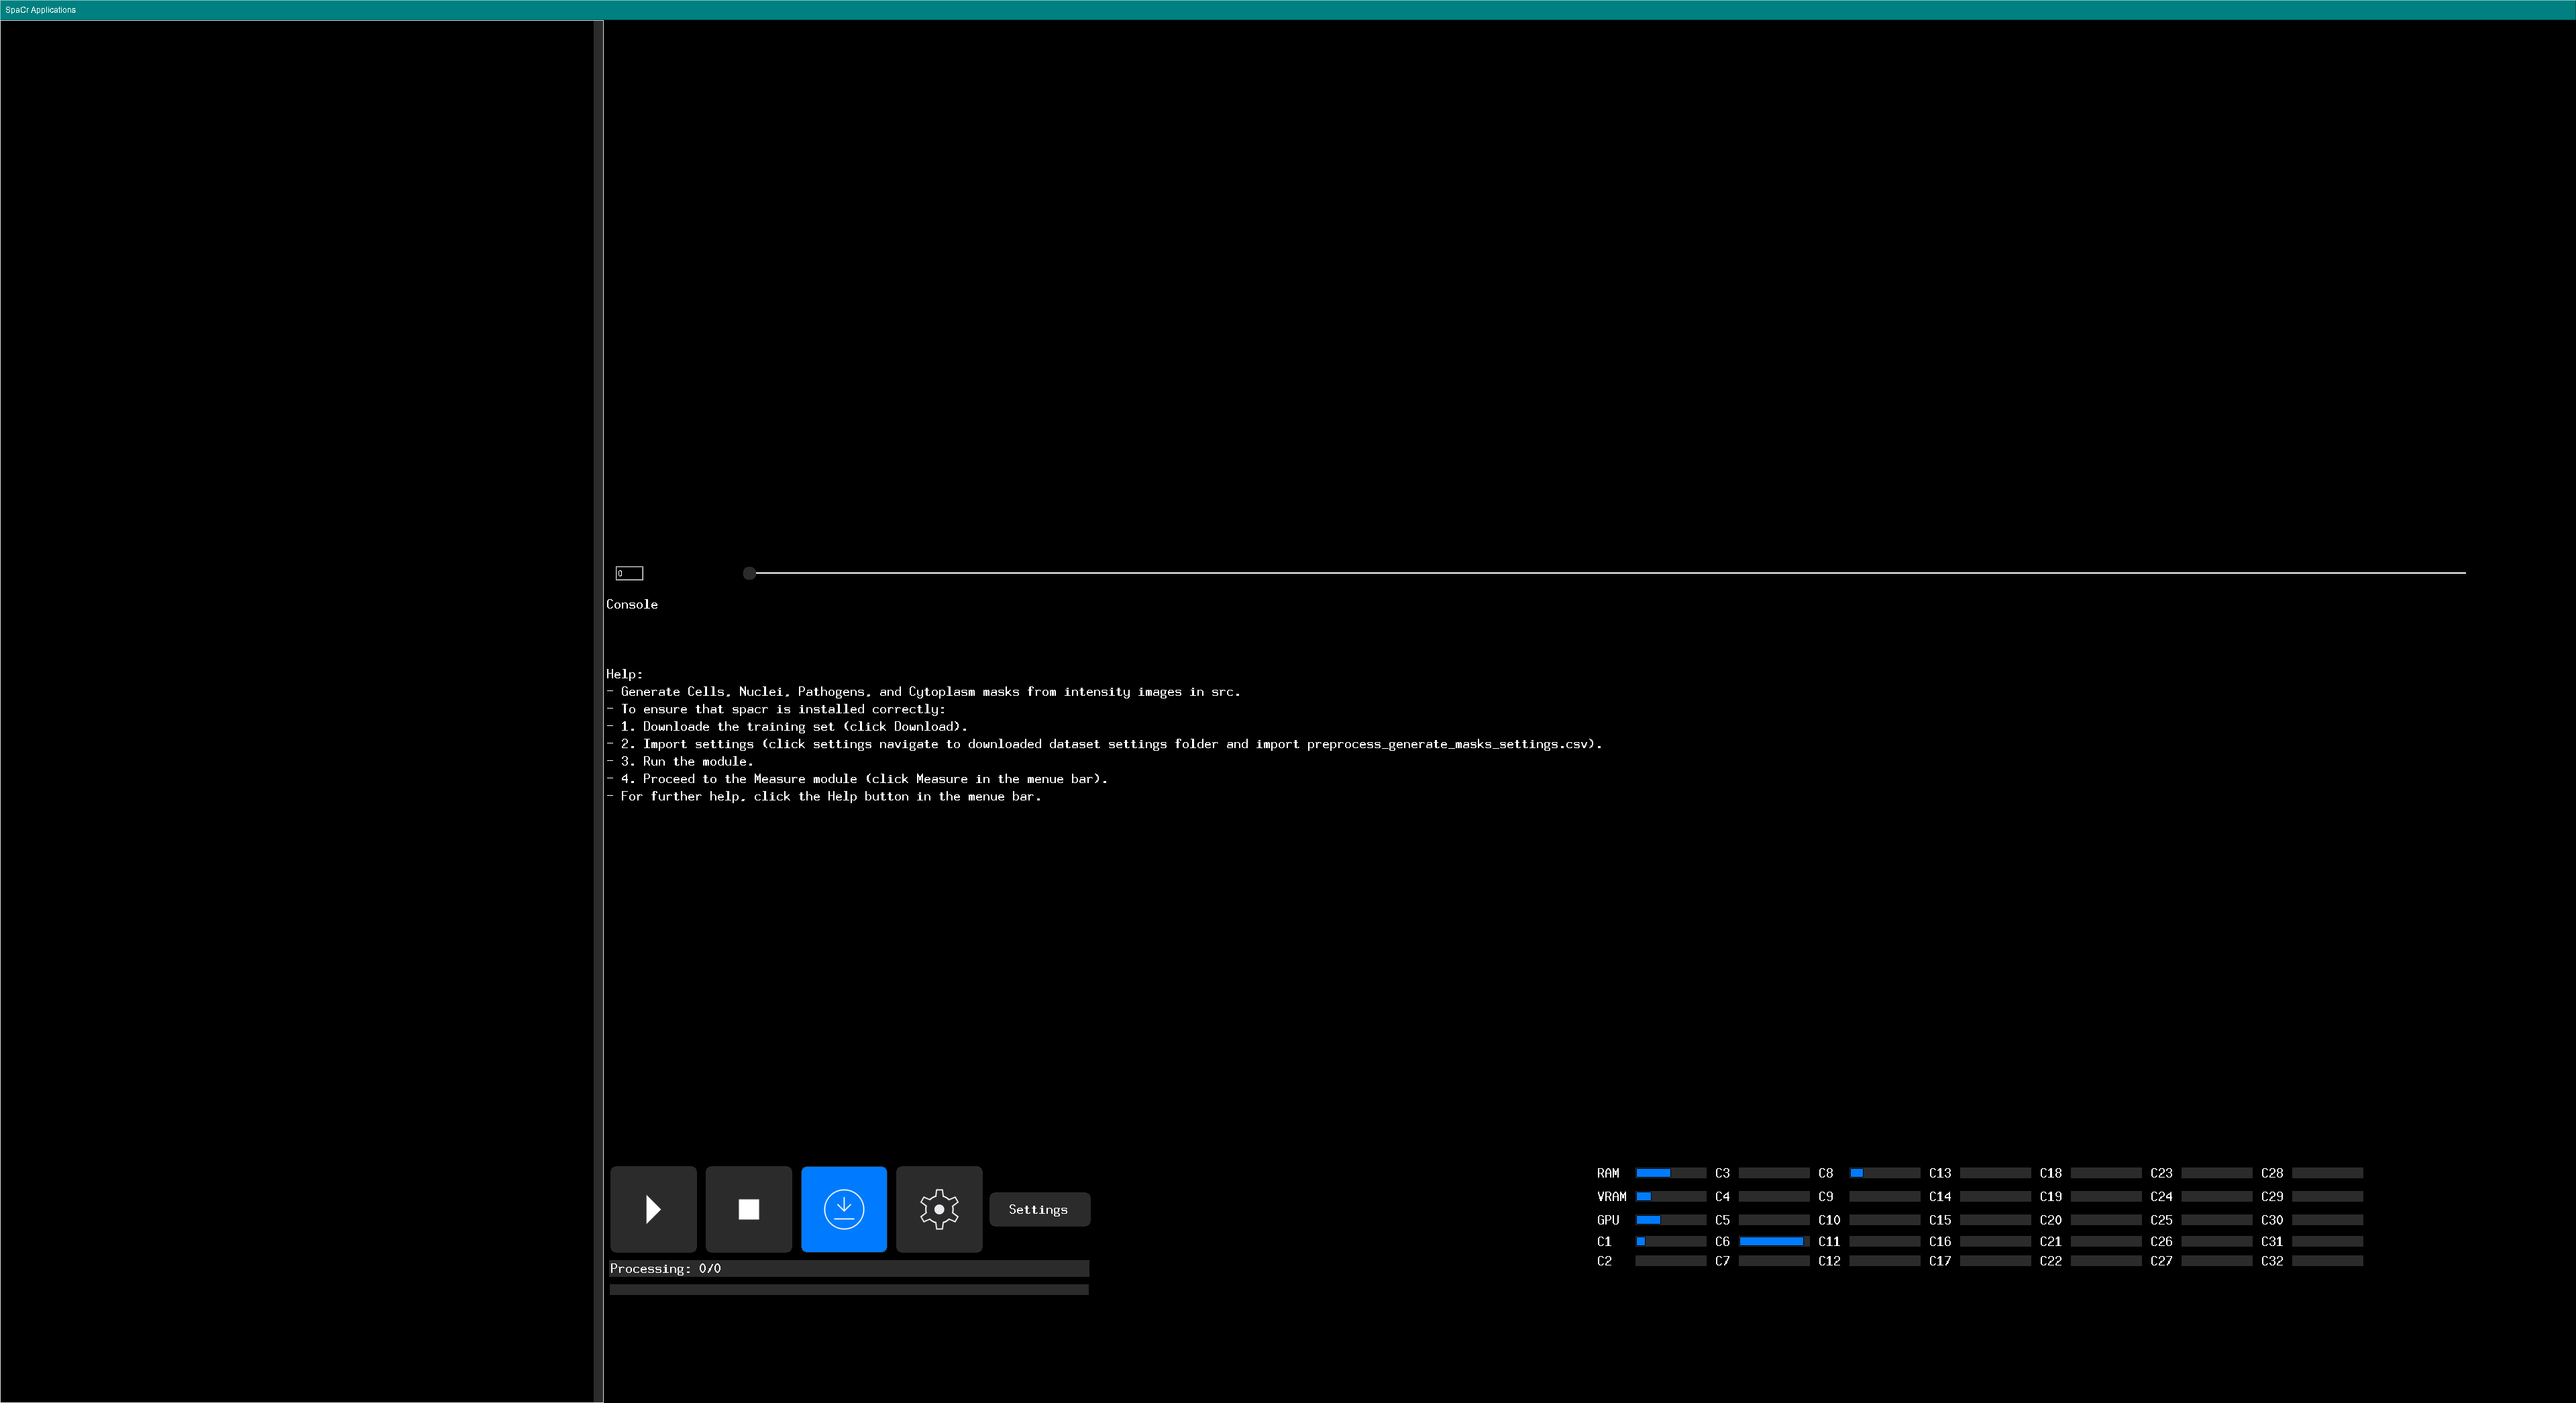 SpaCr Applications
0
Console
Help:
- Generate Cells, Nuclei, Pathogens, and Cytoplasm masks from intensity images in src.
- To ensure that spacr is installed correctly:
- 1. Downloade the training set (click Download).
- 2. Import settings (click settings navigate to downloaded dataset settings folder and import preprocess_generate_masks_settings.csv).
- 3. Run the module.
- 4. Proceed to the Measure module (click Measure in the menue bar).
- For further help, click the Help button in the menue bar.
Settings
Processing: 0/0
RAM C3 C8 C13 C18 C23 C28
VRAM C4 C9 C14 C19 C24 C29
GPU C5 C10 C15 C20 C25 C30
C1 C6 C11 C16 C21 C26 C31
C2 C7 C12 C17 C22 C27 C32